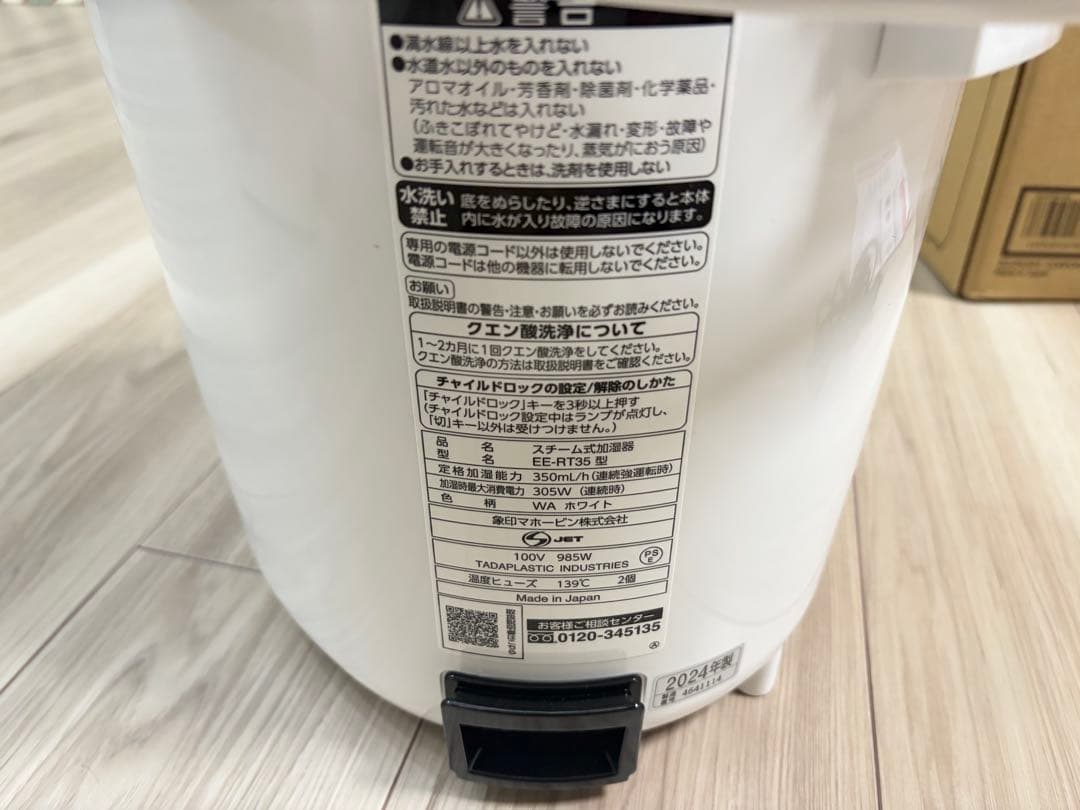 警告
●満水線以上水を入れない
●水道水以外のものを入れない
アロマオイル・芳香剤・除菌剤・化学薬品・
汚れた水などは入れない
(ふきこぼれてやけど・水漏れ・変形・故障や
運転音が大きくなったり、蒸気がにおう原因)
●お手入れするときは、洗剤を使用しない
水洗い
禁止
底をぬらしたり、逆さまにすると本体
内に水が入り故障の原因になります。
専用の電源コード以外は使用しないでください。
電源コードは他の機器に転用しないでください。
お願い
取扱説明書の警告・注意・お願いを必ずお読みください。
クエン酸洗浄について
1~2カ月に1回クエン酸洗浄をしてください。
クエン酸洗浄の方法は取扱説明書をご確認ください。
チャイルドロックの設定/解除のしかた
「チャイルドロック」キーを3秒以上押す
(チャイルドロック設定中はランプが点灯し、
「切」キー以外は受けつけません。)
品名 スチーム式加湿器
型名 EE-RT35 型
定格加湿能力 350mL/h(連続強運転時)
加湿時最大消費電力 305W (連続時)
色柄 WA ホワイト
象印マホービン株式会社
JET
100V 985W
PSE
TADAPLASTIC INDUSTRIES
温度ヒューズ 139℃ 2個
Made in Japan
取扱説明書はこちら
お客様ご相談センター
0120-345135
Ⓐ
2024年製
製造番号 4641114